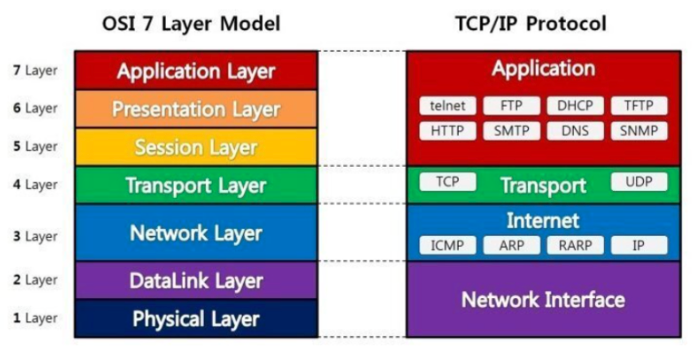 OSI 7 Layer Model
TCP/IP Protocol
7 Layer
Application Layer
Application
6 Layer
Presentation Layer
telnet FTP DHCP TFTP
HTTP SMTP DNS SNMP
5 Layer
Session Layer
4 Layer
Transport Layer
TCP Transport UDP
3 Layer
Network Layer
Internet
ICMP ARP RARP IP
2 Layer
DataLink Layer
Network Interface
1 Layer
Physical Layer